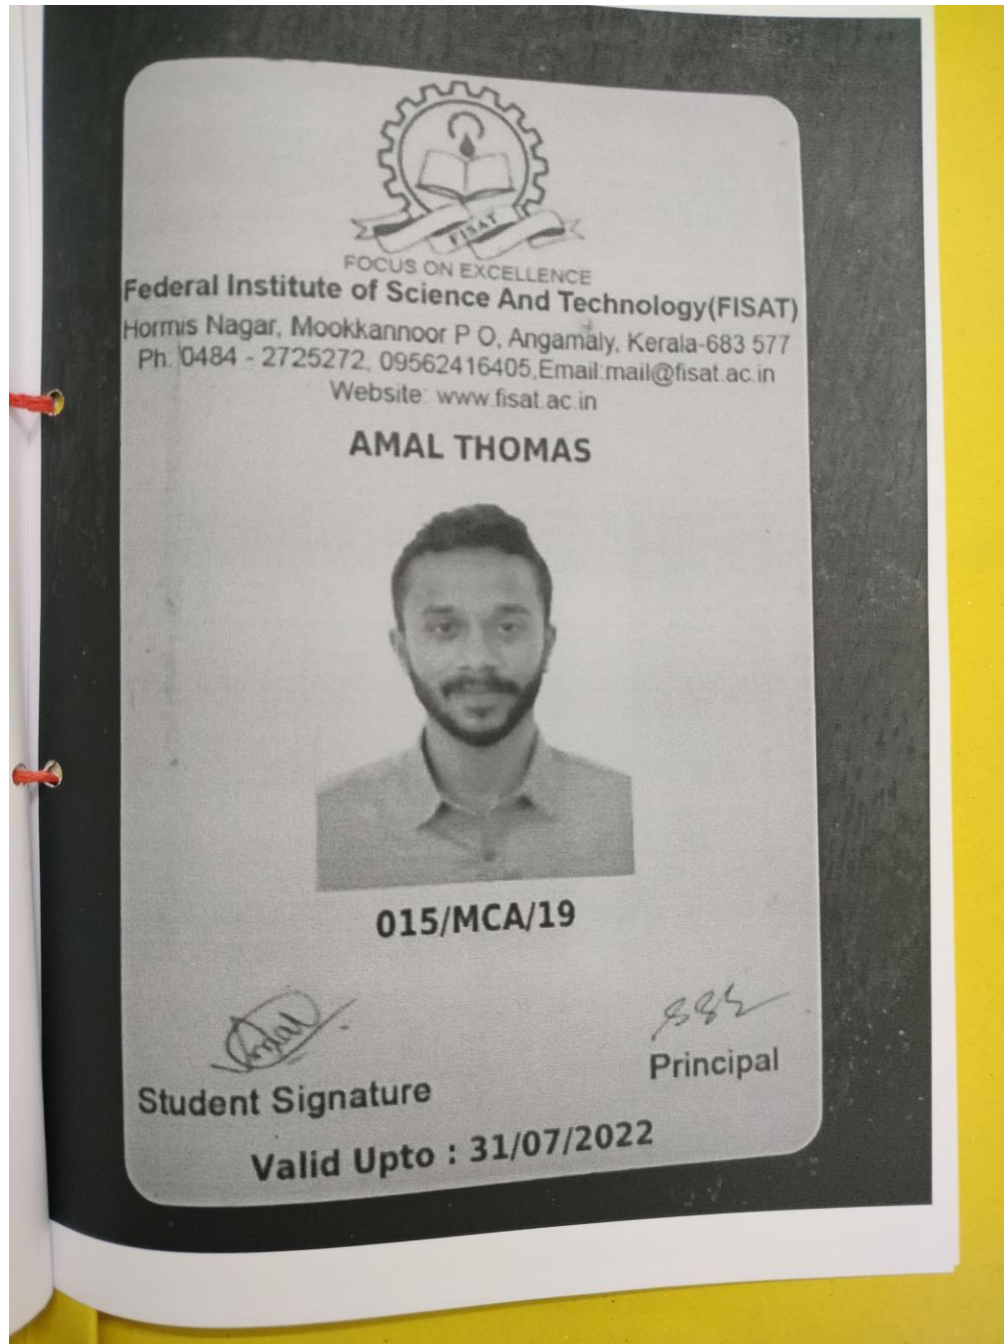 FISAT
FOCUS ON EXCELLENCE
Federal Institute of Science And Technology(FISAT)
Hormis Nagar, Mookkannoor P O, Angamaly, Kerala-683 577
Ph. 0484 - 2725272, 09562416405,Email:mail@fisat.ac.in
Website: www.fisat.ac.in
AMAL THOMAS
015/MCA/19
Amal
Student Signature
Principal
Valid Upto : 31/07/2022